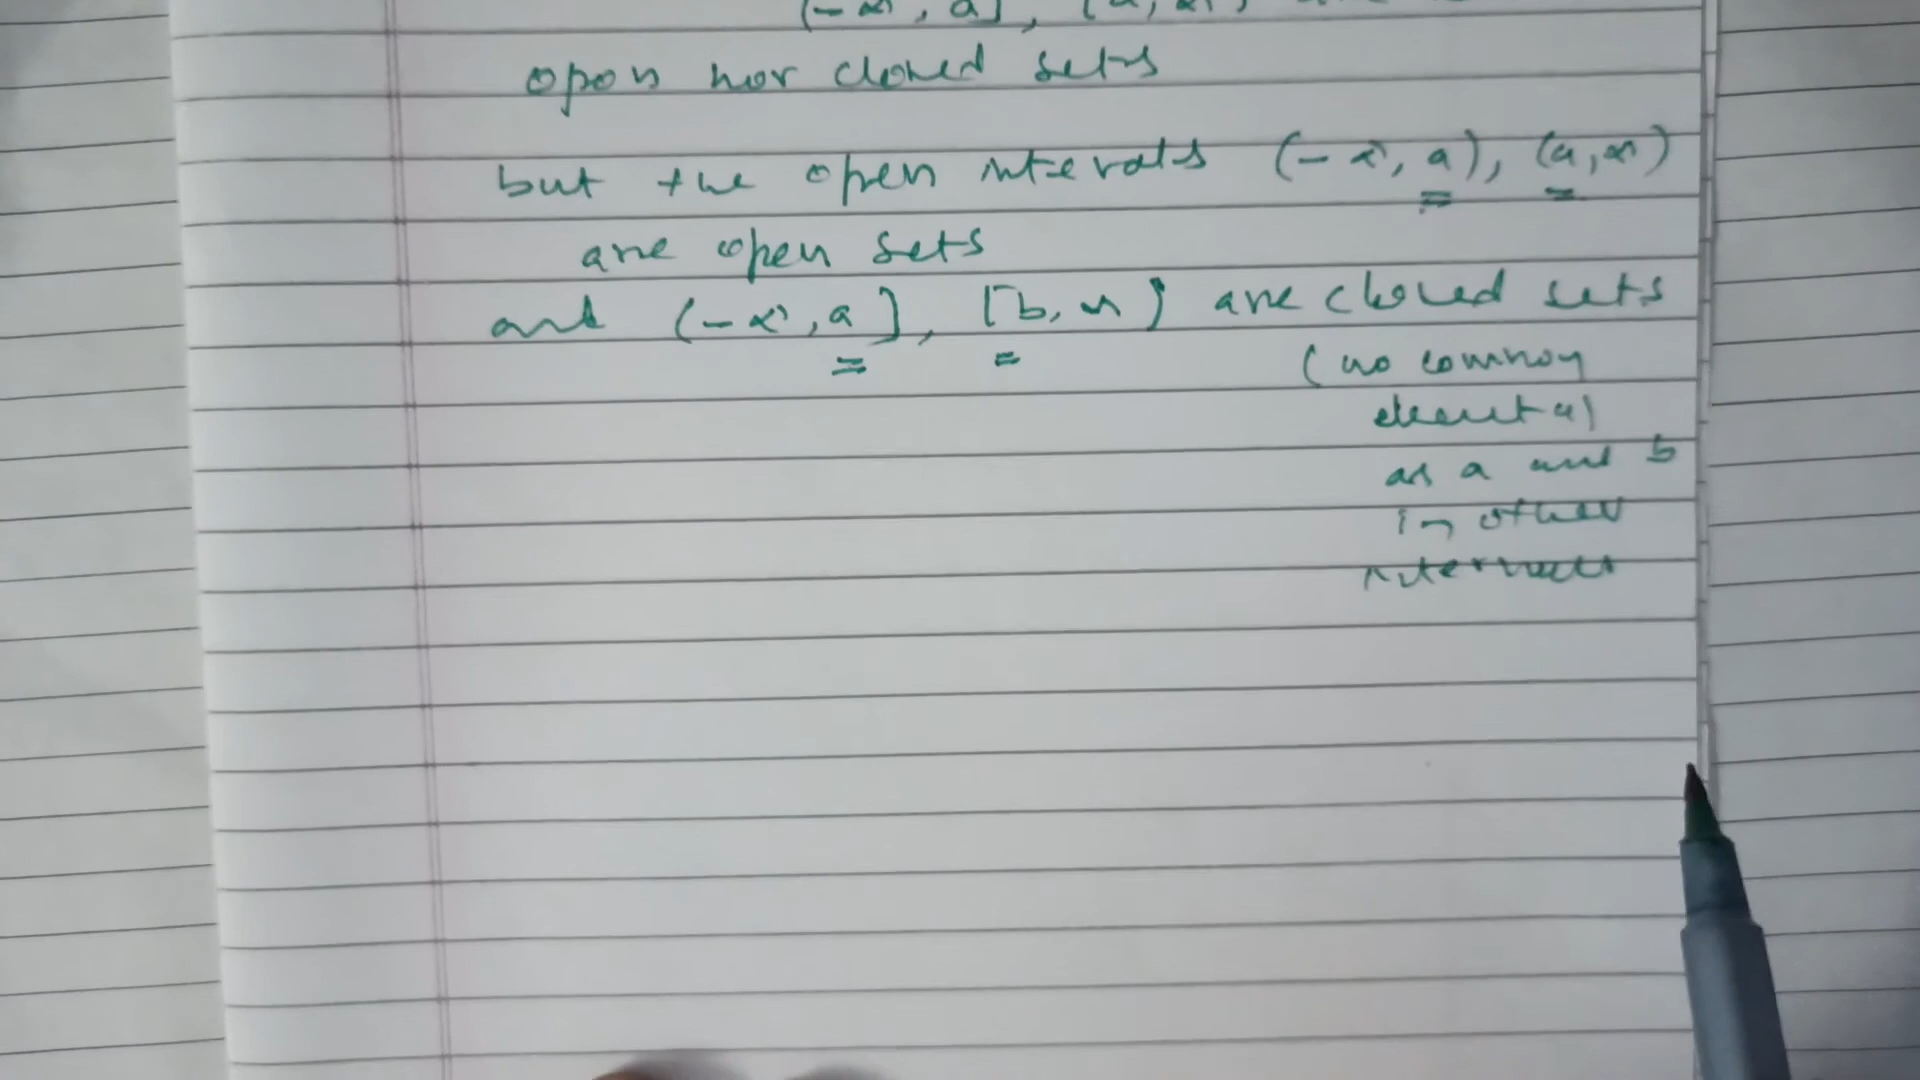 (-∞, a], [a, ∞)
open nor closed sets
but the open intervals (-∞, a), (a, ∞)
are open sets
and (-∞, a], [b, ∞) are closed sets
(no common
element a)
as a and b
in other
intervals